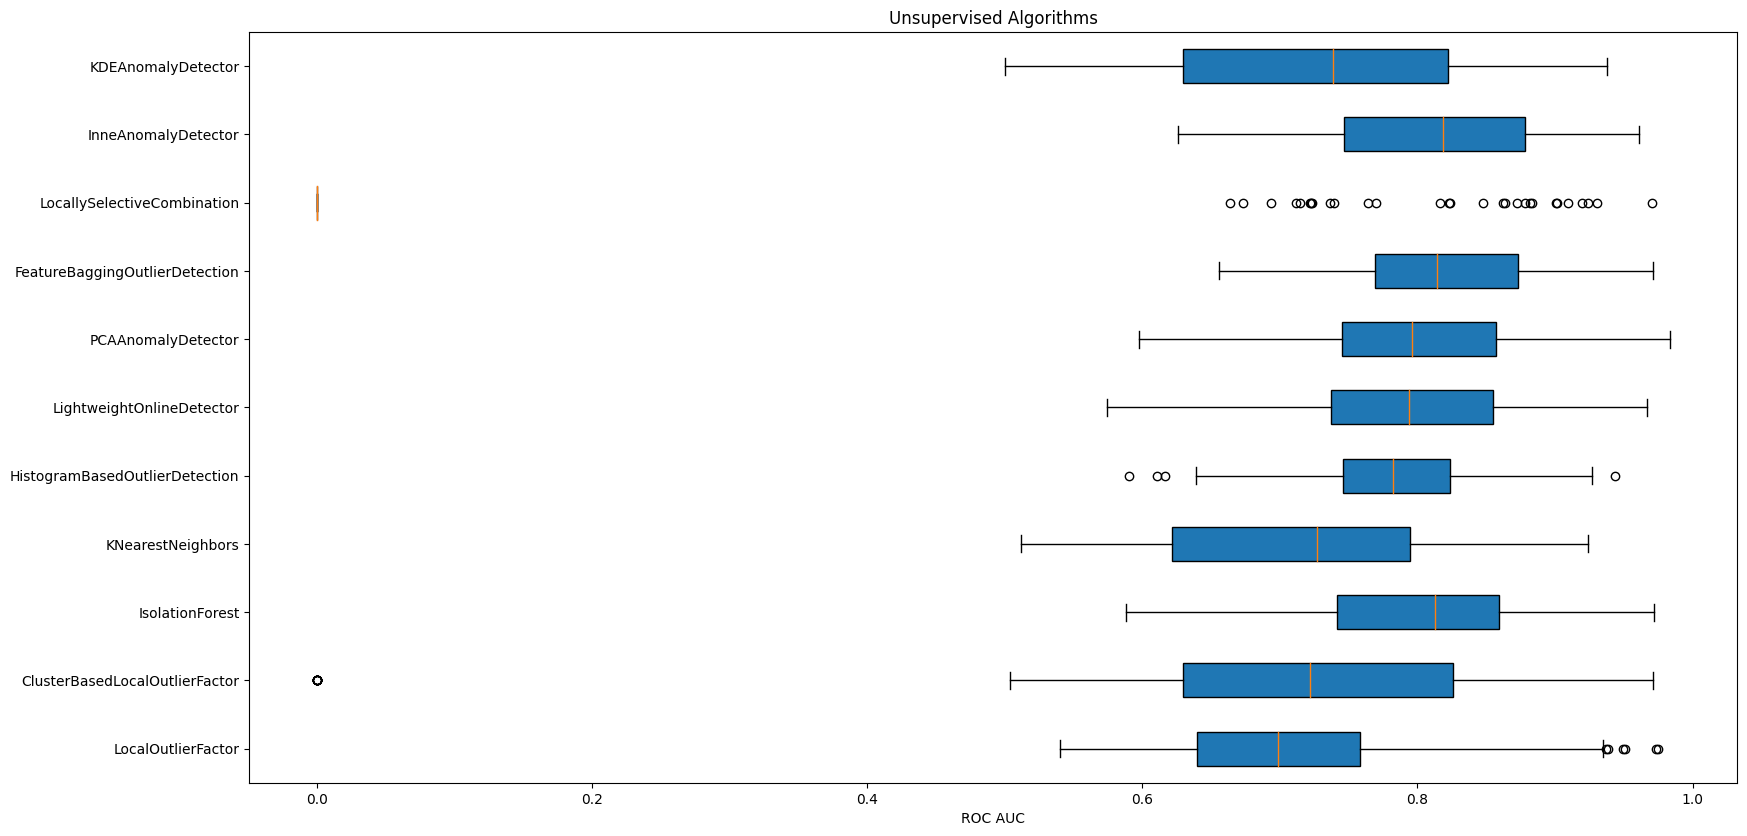 Unsupervised Algorithms
KDEAnomalyDetector
InneAnomalyDetector
LocallySelectiveCombination
FeatureBaggingOutlierDetection
PCAAnomalyDetector
LightweightOnlineDetector
HistogramBasedOutlierDetection
KNearestNeighbors
IsolationForest
ClusterBasedLocalOutlierFactor
LocalOutlierFactor
0.0 0.2 0.4 0.6 0.8 1.0
ROC AUC